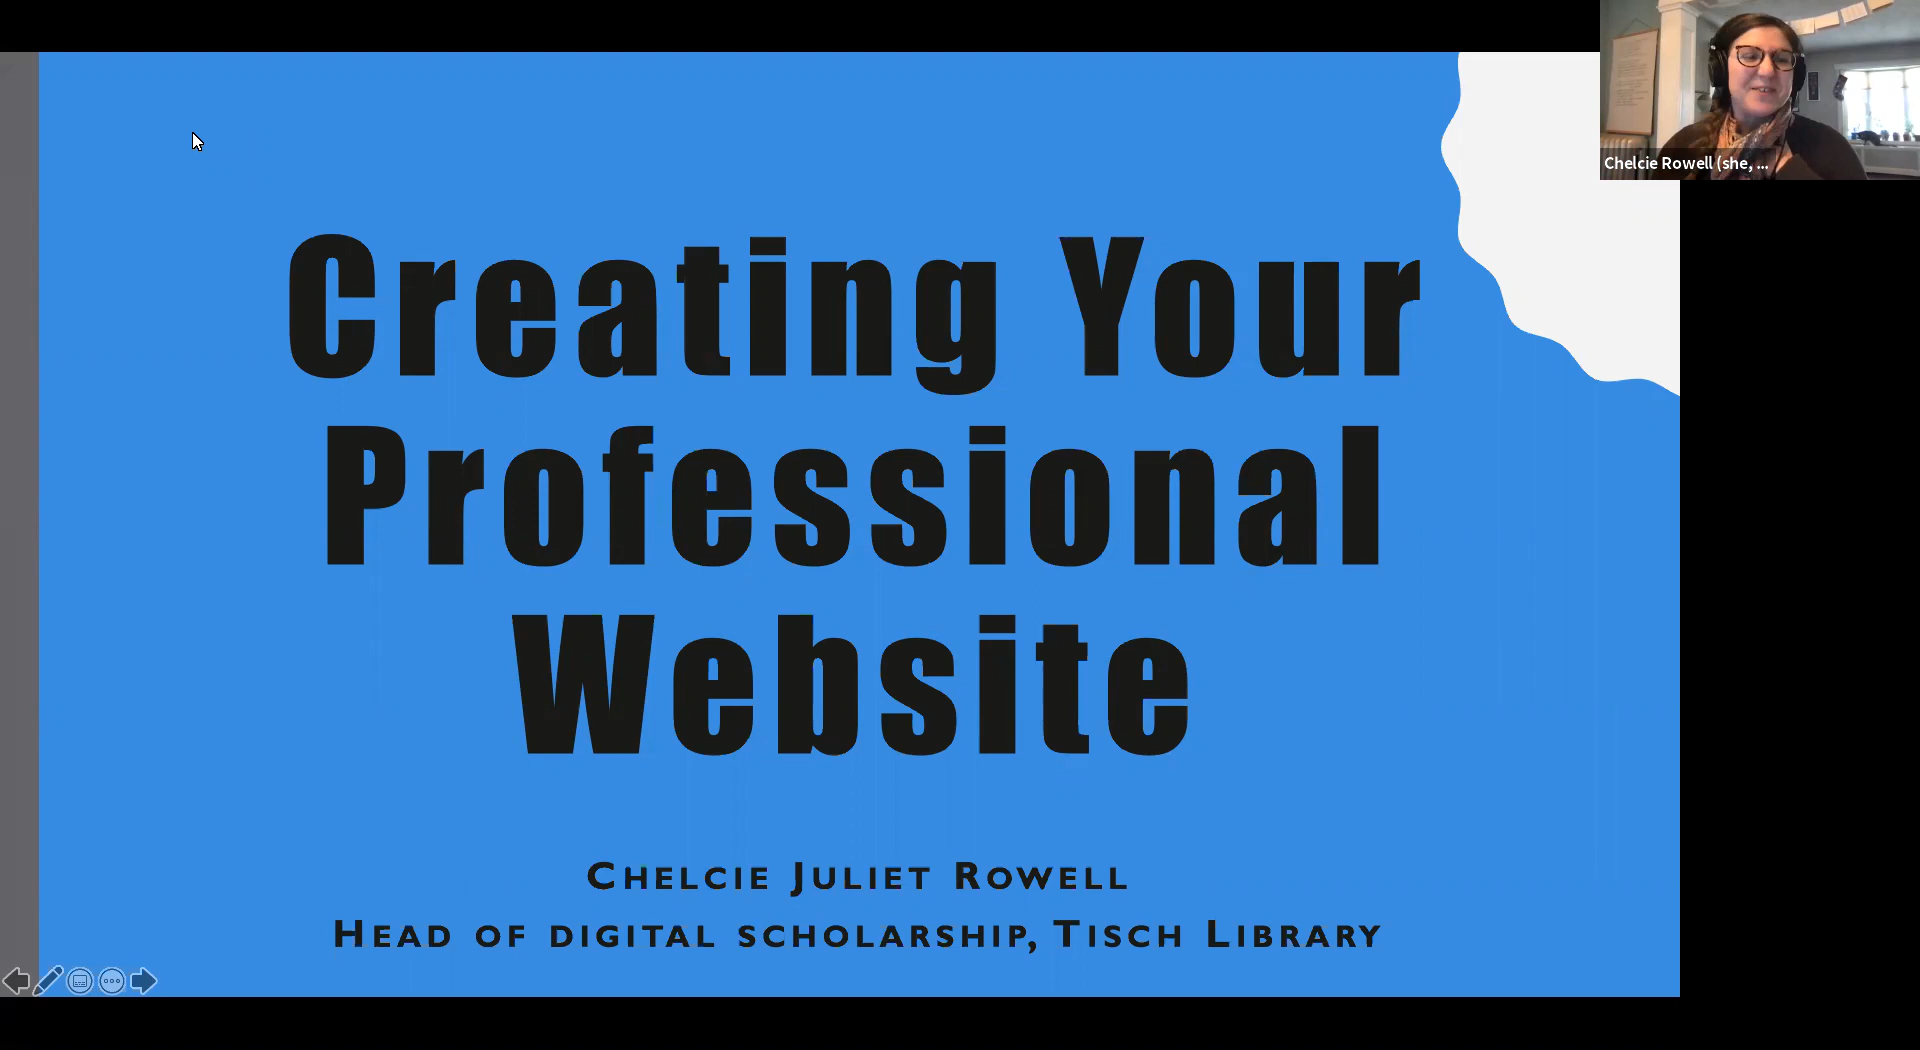 Chelcie Rowell (she, ...
Creating Your
Professional
Website
Chelcie Juliet Rowell
Head of digital scholarship, Tisch Library